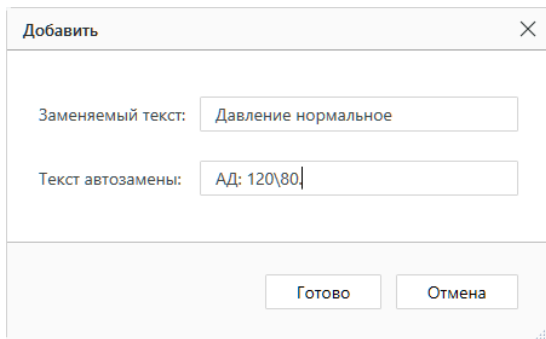 Добавить
Заменяемый текст: Давление нормальное
Текст автозамены: АД: 120\80.
Готово Отмена